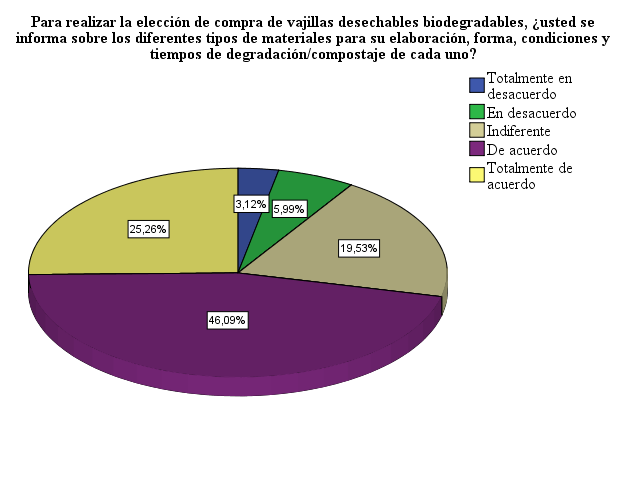 Para realizar la elección de compra de vajillas desechables biodegradables, ¿usted se
informa sobre los diferentes tipos de materiales para su elaboración, forma, condiciones y
tiempos de degradación/compostaje de cada uno?
Totalmente en
desacuerdo
En desacuerdo
Indiferente
De acuerdo
Totalmente de
acuerdo
3,12%
5,99%
25,26%
19,53%
46,09%